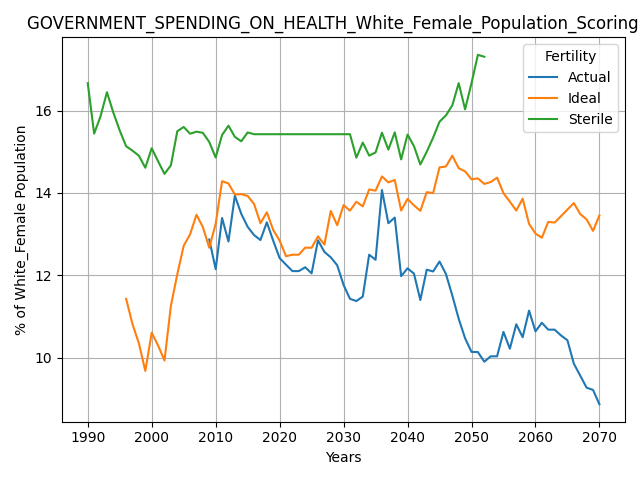 GOVERNMENT_SPENDING_ON_HEALTH_White_Female_Population_Scoring
Fertility
Actual
Ideal
Sterile
% of White_Female Population
16
14
12
10
1990 2000 2010 2020 2030 2040 2050 2060 2070
Years